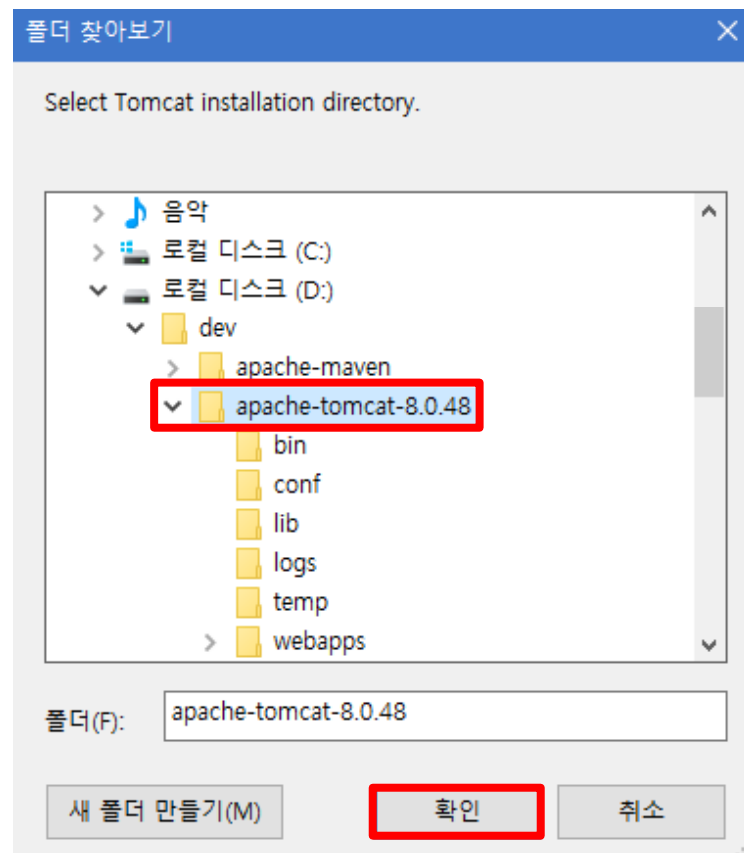 폴더 찾아보기
Select Tomcat installation directory.
음악
로컬 디스크 (C:)
로컬 디스크 (D:)
dev
apache-maven
apache-tomcat-8.0.48
bin
conf
lib
logs
temp
webapps
폴더(F):
apache-tomcat-8.0.48
새 폴더 만들기(M)
확인
취소